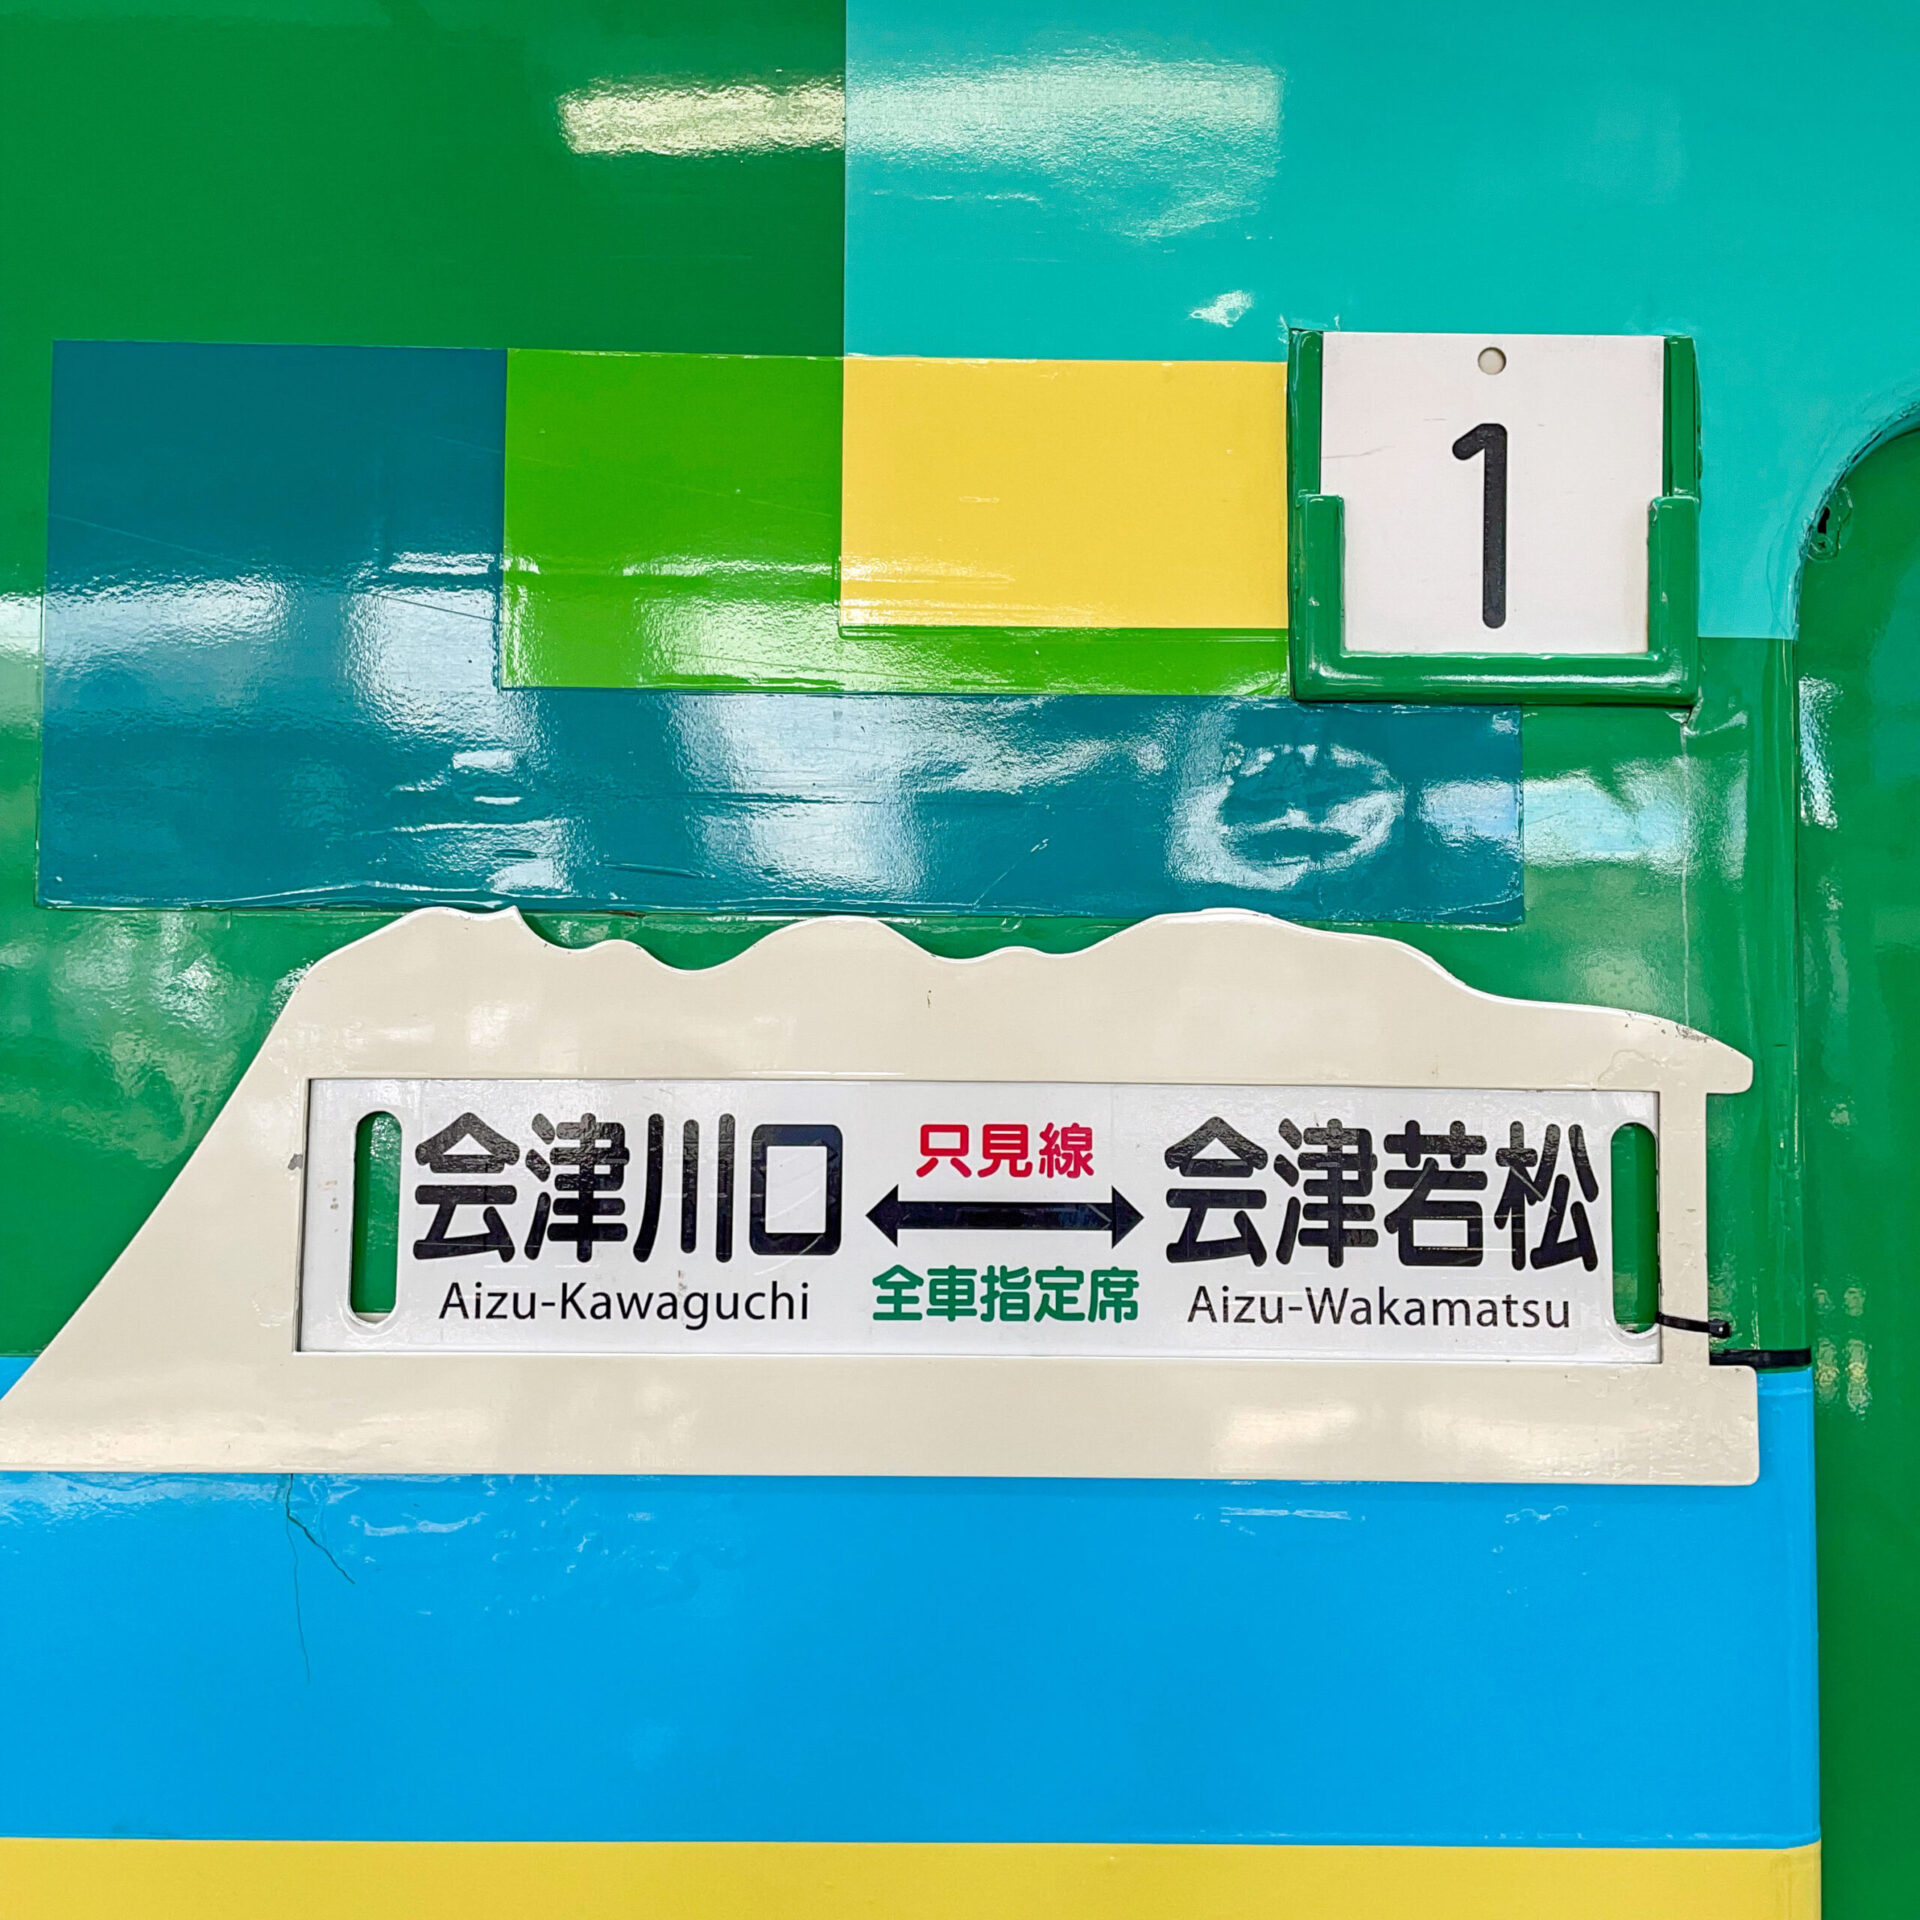 1
会津川口
Aizu-Kawaguchi
只見線
全車指定席
会津若松
Aizu-Wakamatsu